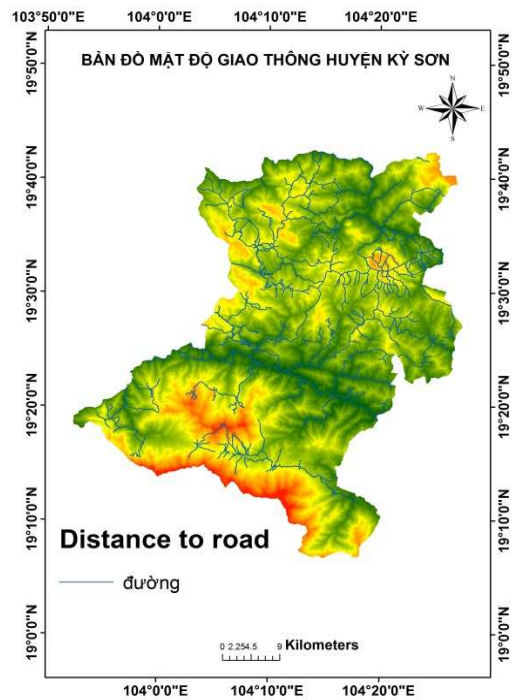 103°50'0"E 104°0'0"E 104°10'0"E 104°20'0"E
BẢN ĐỒ MẬT ĐỘ GIAO THÔNG HUYỆN KỲ SƠN
N
W E
S
19°50'0"N 19°50'0"N
19°40'0"N 19°40'0"N
19°30'0"N 19°30'0"N
19°20'0"N 19°20'0"N
19°10'0"N 19°10'0"N
Distance to road
đường
19°0'0"N 19°0'0"N
0 2.254.5 9 Kilometers
104°0'0"E 104°10'0"E 104°20'0"E